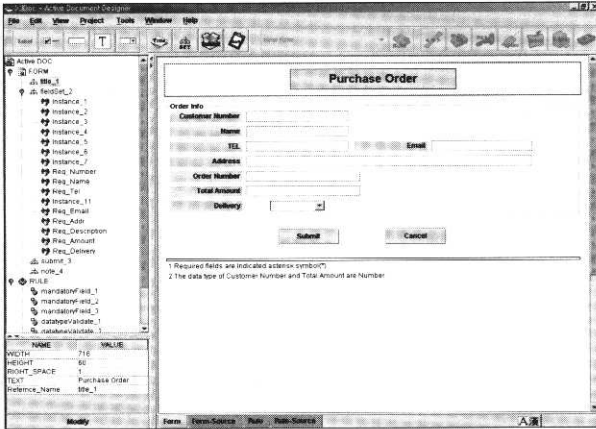 Active Document Designer
File Edit View Project Tools Window Help
Label
T
Active DOC
FORM
title_1
fieldSet_2
Instance_1
Instance_2
Instance_3
Instance_4
Instance_5
Instance_6
Instance_7
Req_Number
Req_Name
Req_Tel
Instance_11
Req_Email
Req_Addr
Req_Description
Req_Amount
Req_Delivery
submit_3
note_4
RULE
mandatoryField_1
mandatoryField_2
mandatoryField_3
datatypeValidate_1
NAME VALUE
WIDTH 716
HEIGHT 60
RIGHT_SPACE 1
TEXT Purchase Order
Refernce_Name title_1
Modify
Purchase Order
Order Info
Customer Number
Name
TEL Email
Address
Order Number
Total Amount
Delivery
Submit Cancel
1 Required fields are indicated asterisk symbol(*)
2 The data type of Customer Number and Total Amount are Number
Form Form-Source Rule Rule-Source
A漢